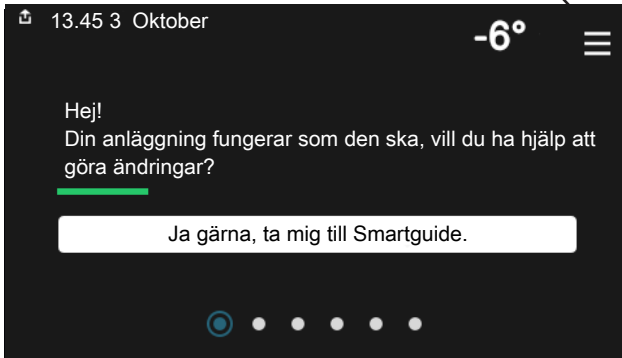 13.45 3 Oktober
-6°
Hej!
Din anläggning fungerar som den ska, vill du ha hjälp att
göra ändringar?
Ja gärna, ta mig till Smartguide.